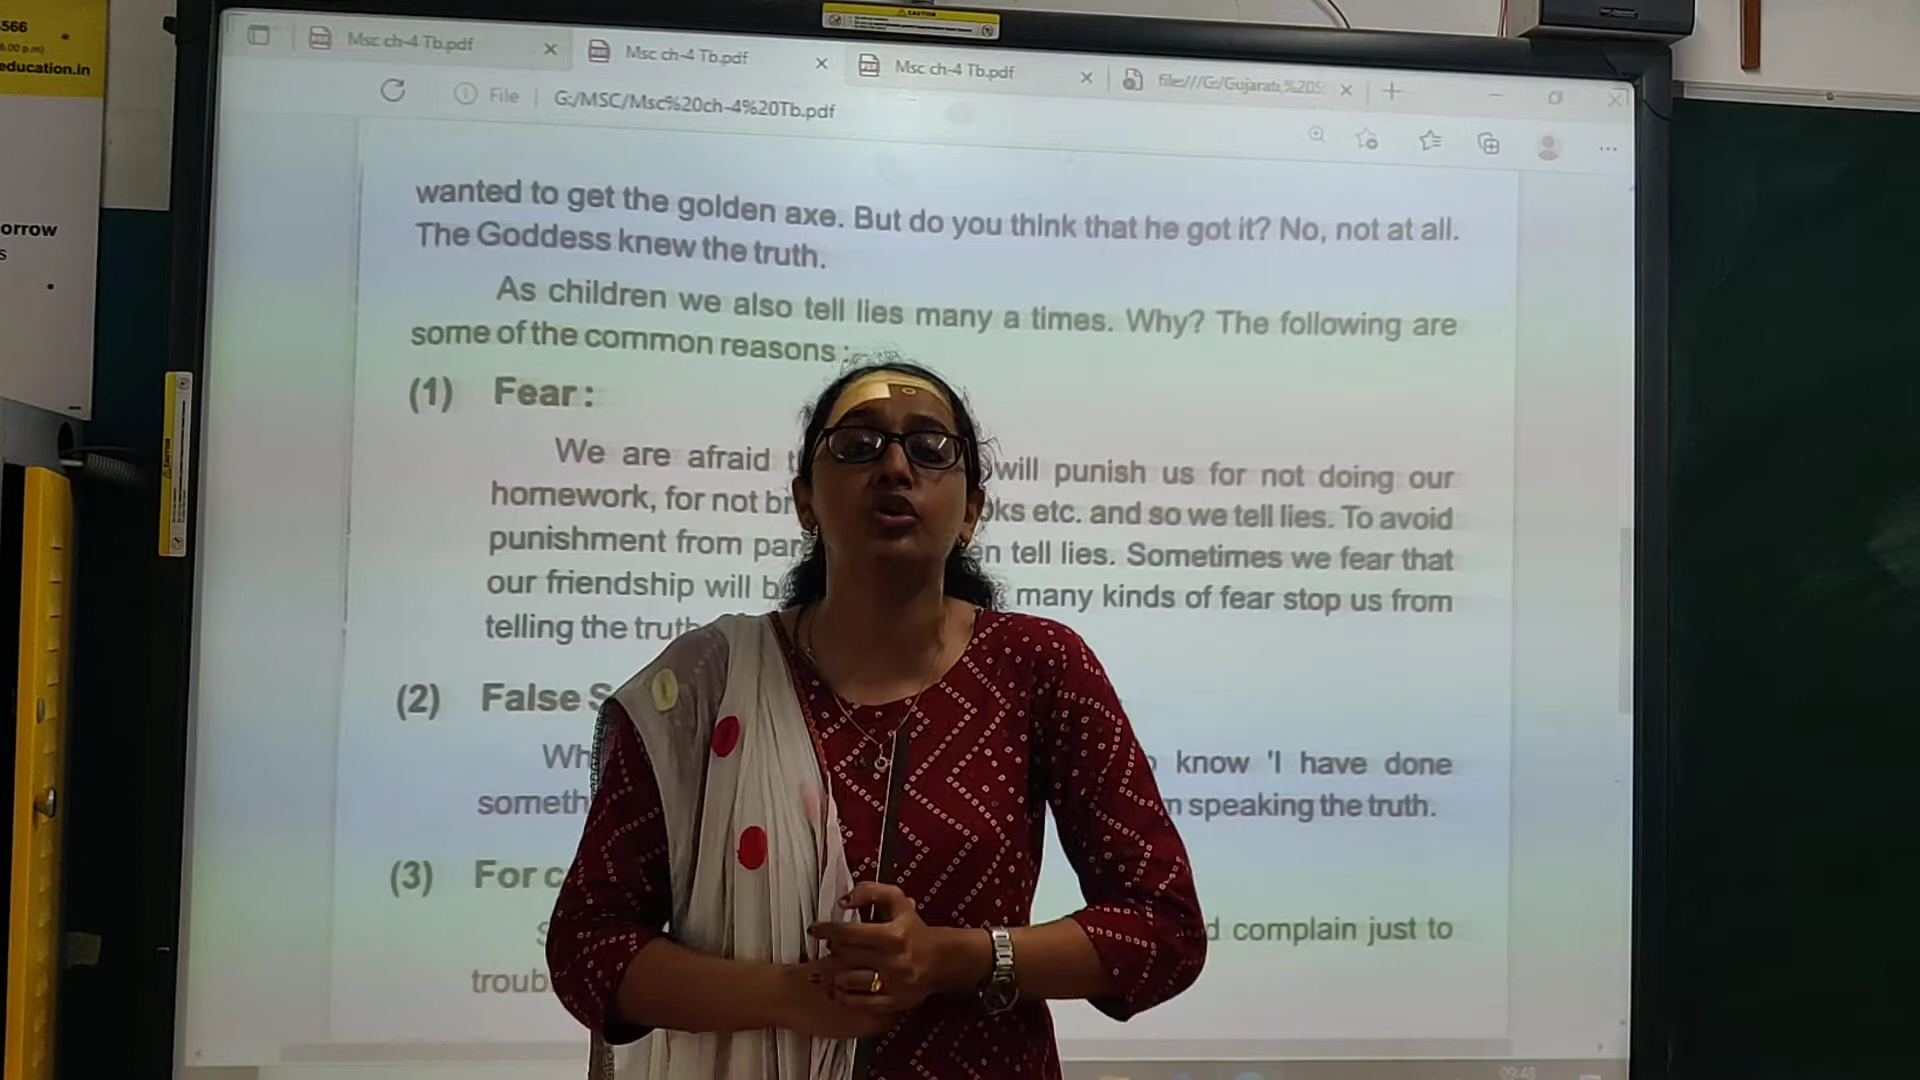 566
6.00 p.m)
education.in
orrow
s
CAUTION
Msc ch-4 Tb.pdf
Msc ch-4 Tb.pdf
Msc ch-4 Tb.pdf
file:///G:/Gujarati,%20S
File
G:/MSC/Msc%20ch-4%20Tb.pdf
wanted to get the golden axe. But do you think that he got it? No, not at all.
The Goddess knew the truth.
As children we also tell lies many a times. Why? The following are
some of the common reasons :
(1) Fear :
We are afraid t will punish us for not doing our
homework, for not br oks etc. and so we tell lies. To avoid
punishment from par en tell lies. Sometimes we fear that
our friendship will b many kinds of fear stop us from
telling the truth
(2) False S
Wh know 'I have done
someth m speaking the truth.
(3) For c
S d complain just to
troub
09:48